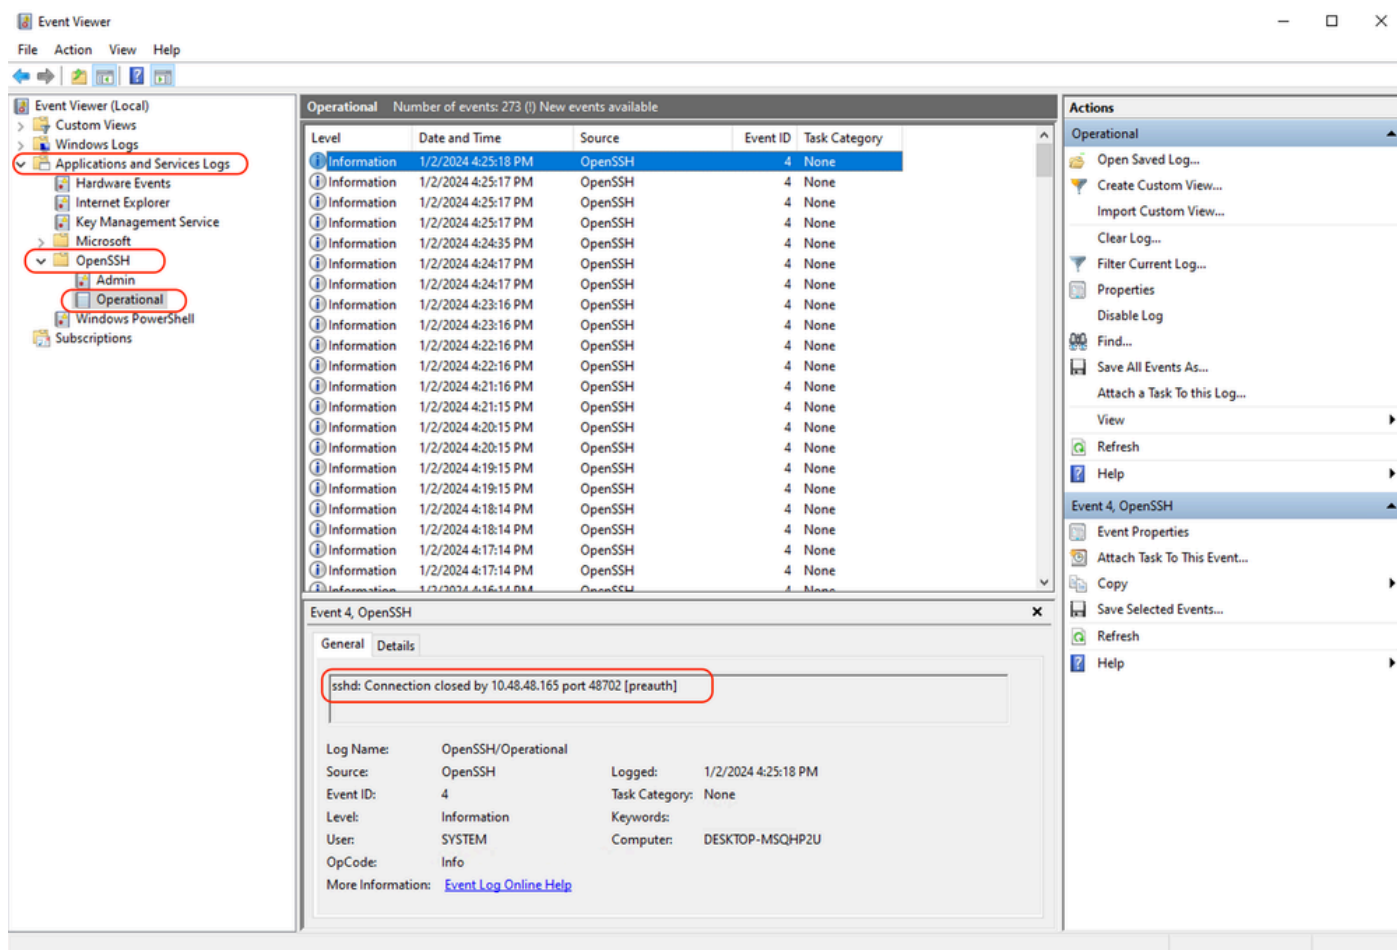 Event Viewer
File Action View Help
Event Viewer (Local)
Custom Views
Windows Logs
Applications and Services Logs
Hardware Events
Internet Explorer
Key Management Service
Microsoft
OpenSSH
Admin
Operational
Windows PowerShell
Subscriptions
Operational Number of events: 273 (!) New events available
Level Date and Time Source Event ID Task Category
Information 1/2/2024 4:25:18 PM OpenSSH 4 None
Information 1/2/2024 4:25:17 PM OpenSSH 4 None
Information 1/2/2024 4:25:17 PM OpenSSH 4 None
Information 1/2/2024 4:25:17 PM OpenSSH 4 None
Information 1/2/2024 4:24:35 PM OpenSSH 4 None
Information 1/2/2024 4:24:17 PM OpenSSH 4 None
Information 1/2/2024 4:24:17 PM OpenSSH 4 None
Information 1/2/2024 4:23:16 PM OpenSSH 4 None
Information 1/2/2024 4:23:16 PM OpenSSH 4 None
Information 1/2/2024 4:22:16 PM OpenSSH 4 None
Information 1/2/2024 4:22:16 PM OpenSSH 4 None
Information 1/2/2024 4:21:16 PM OpenSSH 4 None
Information 1/2/2024 4:21:15 PM OpenSSH 4 None
Information 1/2/2024 4:20:15 PM OpenSSH 4 None
Information 1/2/2024 4:20:15 PM OpenSSH 4 None
Information 1/2/2024 4:19:15 PM OpenSSH 4 None
Information 1/2/2024 4:19:15 PM OpenSSH 4 None
Information 1/2/2024 4:18:14 PM OpenSSH 4 None
Information 1/2/2024 4:18:14 PM OpenSSH 4 None
Information 1/2/2024 4:17:14 PM OpenSSH 4 None
Information 1/2/2024 4:17:14 PM OpenSSH 4 None
Information 1/2/2024 4:16:14 PM OpenSSH 4 None
Event 4, OpenSSH
General Details
sshd: Connection closed by 10.48.48.165 port 48702 [preauth]
Log Name: OpenSSH/Operational
Source: OpenSSH Logged: 1/2/2024 4:25:18 PM
Event ID: 4 Task Category: None
Level: Information Keywords:
User: SYSTEM Computer: DESKTOP-MSQHP2U
OpCode: Info
More Information: Event Log Online Help
Actions
Operational
Open Saved Log...
Create Custom View...
Import Custom View...
Clear Log...
Filter Current Log...
Properties
Disable Log
Find...
Save All Events As...
Attach a Task To this Log...
View
Refresh
Help
Event 4, OpenSSH
Event Properties
Attach Task To This Event...
Copy
Save Selected Events...
Refresh
Help